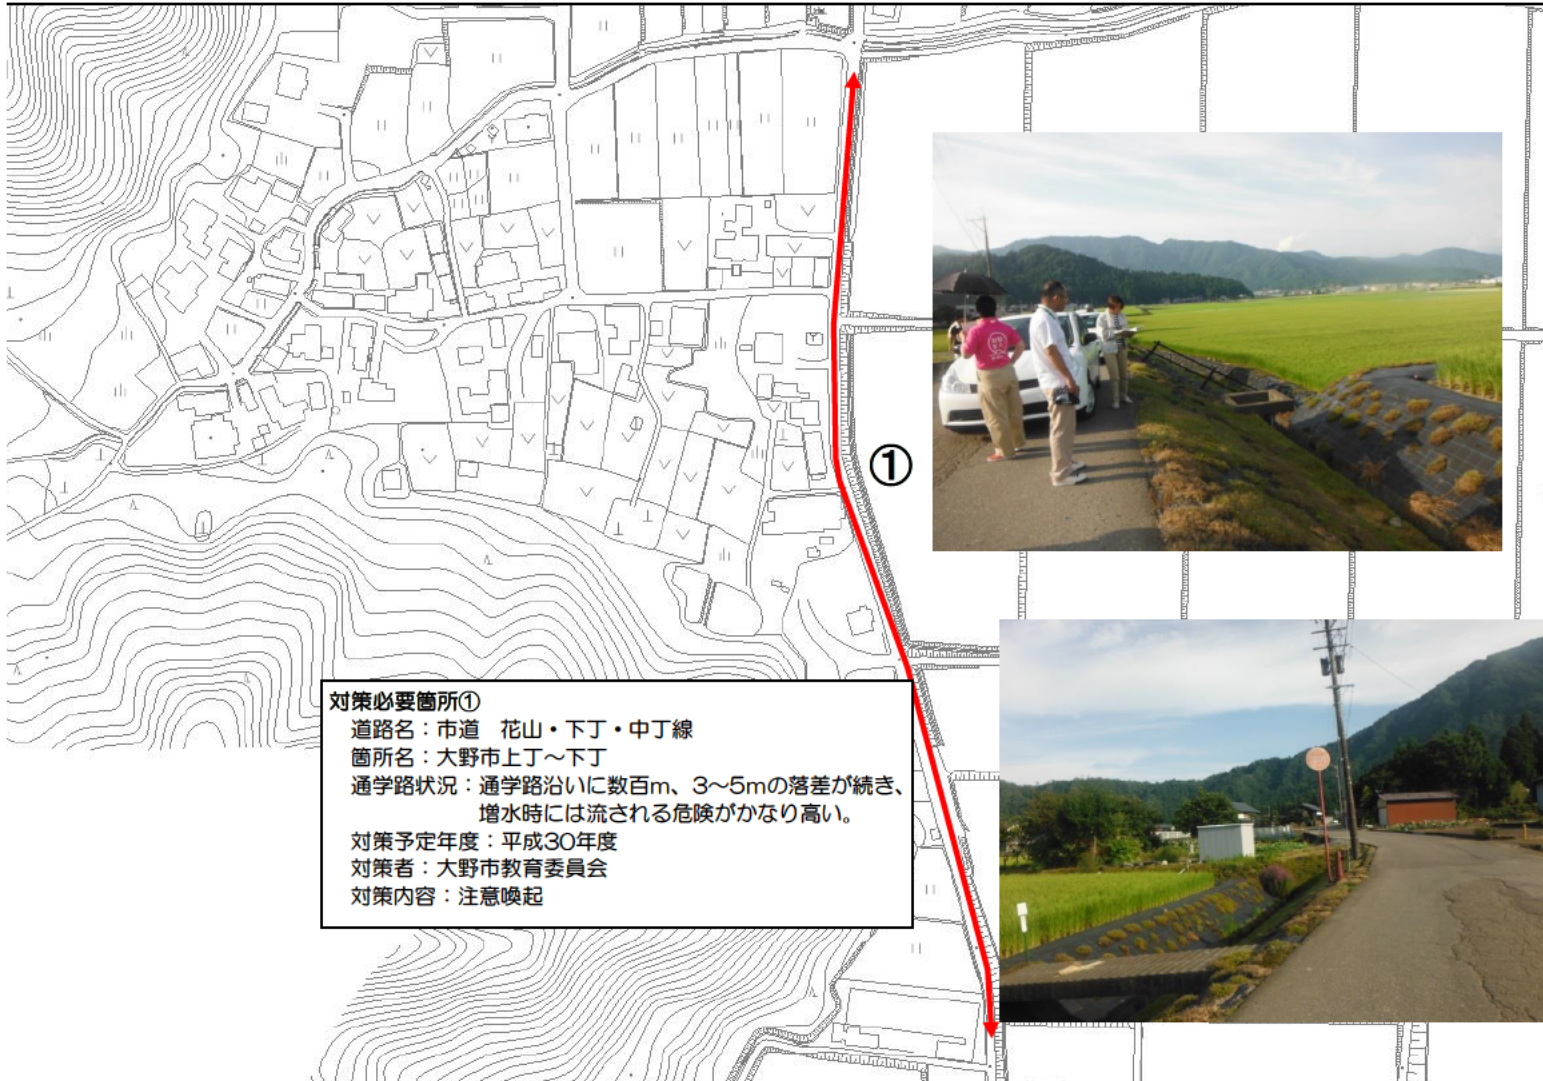 ①
対策必要箇所①
道路名：市道　花山・下丁・中丁線
箇所名：大野市上丁～下丁
通学路状況：通学路沿いに数百m、3～5mの落差が続き、
増水時には流される危険がかなり高い。
対策予定年度：平成30年度
対策者：大野市教育委員会
対策内容：注意喚起